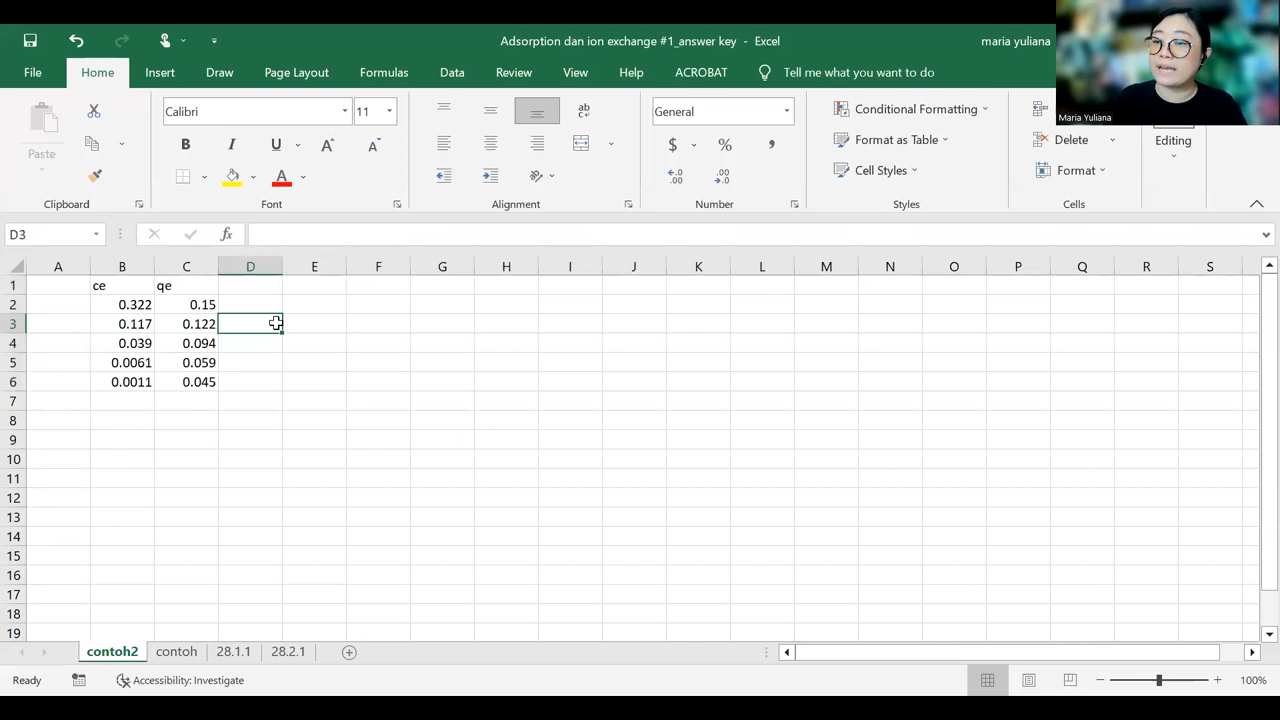 Adsorption dan ion exchange #1_answer key - Excel
maria yuliana
File Home Insert Draw Page Layout Formulas Data Review View Help ACROBAT Tell me what you want to do
Maria Yuliana
Calibri 11 ab General Conditional Formatting
Paste B I U A A $ % , Format as Table Delete Editing
A Cell Styles Format
Clipboard Font Alignment Number Styles Cells
D3 fx
A B C D E F G H I J K L M N O P Q R S
1 ce qe
2 0.322 0.15
3 0.117 0.122
4 0.039 0.094
5 0.0061 0.059
6 0.0011 0.045
7
8
9
10
11
12
13
14
15
16
17
18
19
contoh2 contoh 28.1.1 28.2.1
Ready Accessibility: Investigate 100%